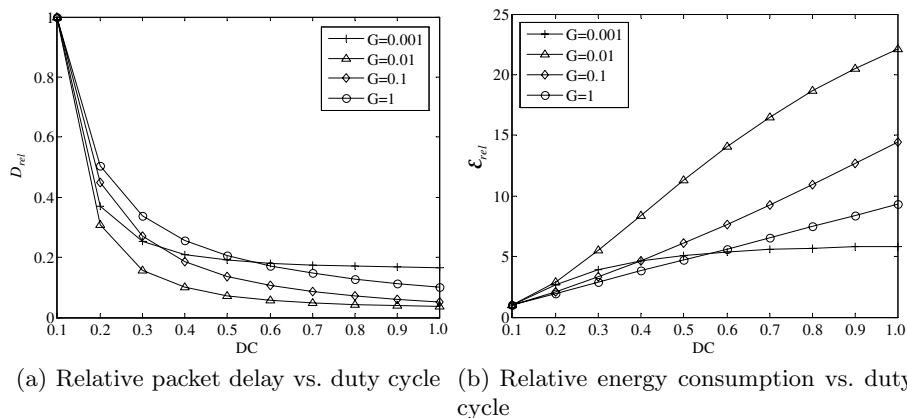 1
0.8
0.6
0.4
0.2
0
D_rel
0.1 0.2 0.3 0.4 0.5 0.6 0.7 0.8 0.9 1.0
DC
G=0.001
G=0.01
G=0.1
G=1
(a) Relative packet delay vs. duty cycle
25
20
15
10
5
0
ℰ_rel
0.1 0.2 0.3 0.4 0.5 0.6 0.7 0.8 0.9 1.0
DC
G=0.001
G=0.01
G=0.1
G=1
(b) Relative energy consumption vs. duty
cycle